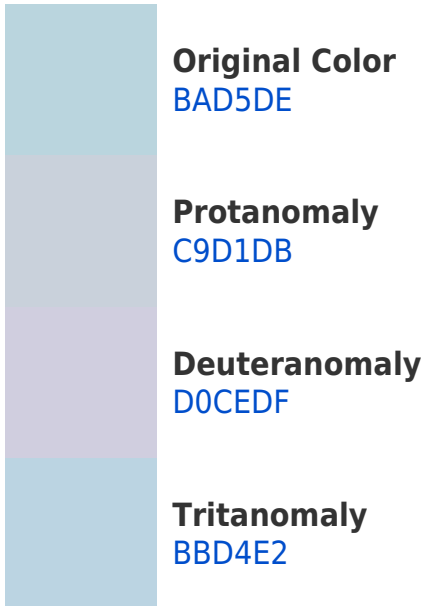 Original Color
BAD5DE
Protanomaly
C9D1DB
Deuteranomaly
D0CEDF
Tritanomaly
BBD4E2